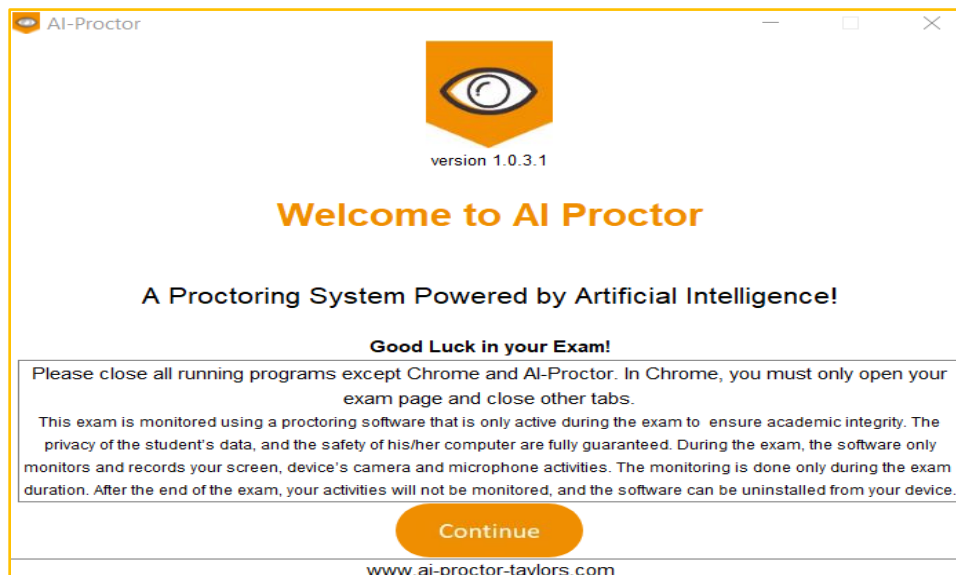 AI-Proctor
version 1.0.3.1
Welcome to AI Proctor
A Proctoring System Powered by Artificial Intelligence!
Good Luck in your Exam!
Please close all running programs except Chrome and AI-Proctor. In Chrome, you must only open your
exam page and close other tabs.
This exam is monitored using a proctoring software that is only active during the exam to ensure academic integrity. The
privacy of the student's data, and the safety of his/her computer are fully guaranteed. During the exam, the software only
monitors and records your screen, device's camera and microphone activities. The monitoring is done only during the exam
duration. After the end of the exam, your activities will not be monitored, and the software can be uninstalled from your device.
Continue
www.ai-proctor-taylors.com